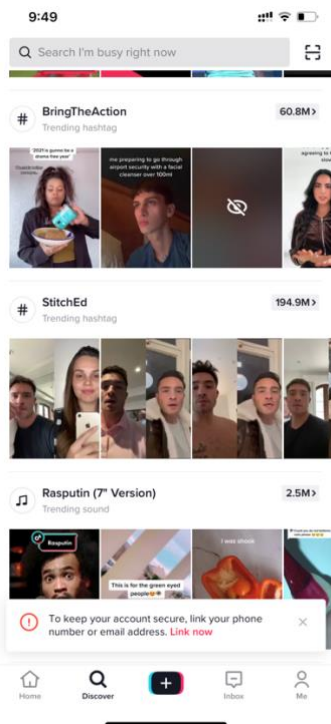 9:49
Search I'm busy right now
BringTheAction
60.8M>
Trending hashtag
"2021 is gonna be a
drama free year"
me preparing to go through
airport security with a facial
cleanser over 100ml
agreeing to
StitchEd
194.9M>
Trending hashtag
Rasputin (7" Version)
2.5M>
Trending sound
Rasputin
This is for the green eyed
people
I was shook
To keep your account secure, link your phone
number or email address. Link now
Home
Discover
Inbox
Me